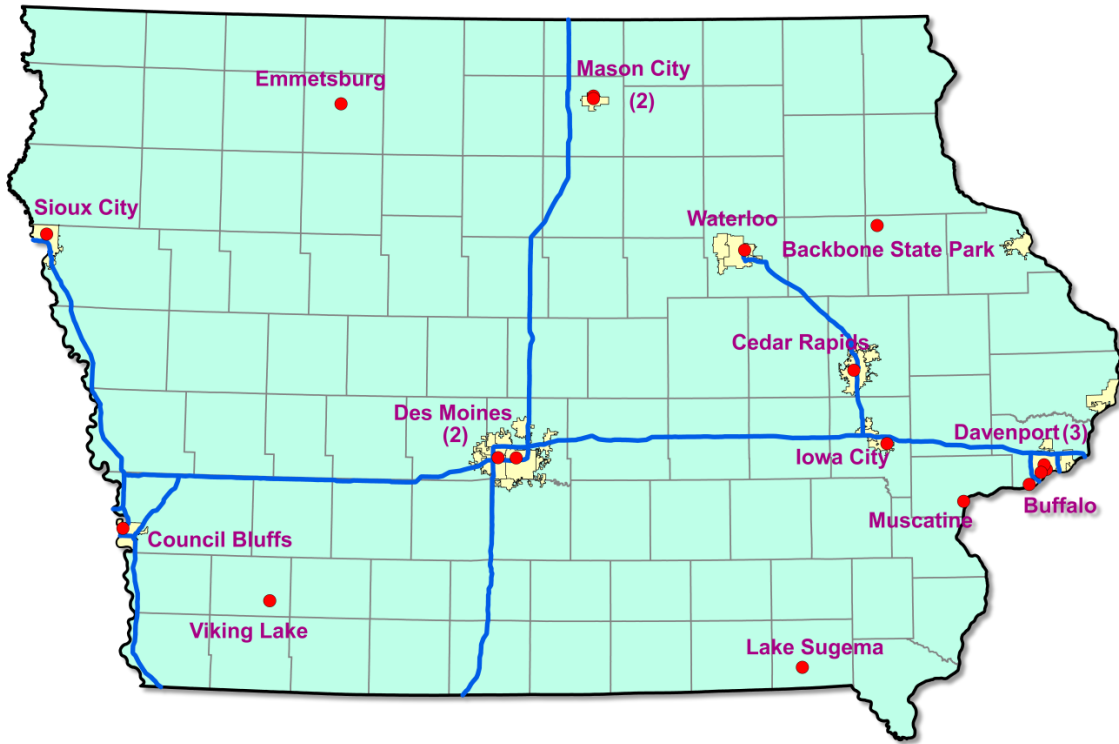 Mason City
(2)
Emmetsburg
Sioux City
Waterloo
Backbone State Park
Cedar Rapids
Des Moines
(2)
Davenport(3)
Iowa City
Muscatine
Buffalo
Council Bluffs
Viking Lake
Lake Sugema